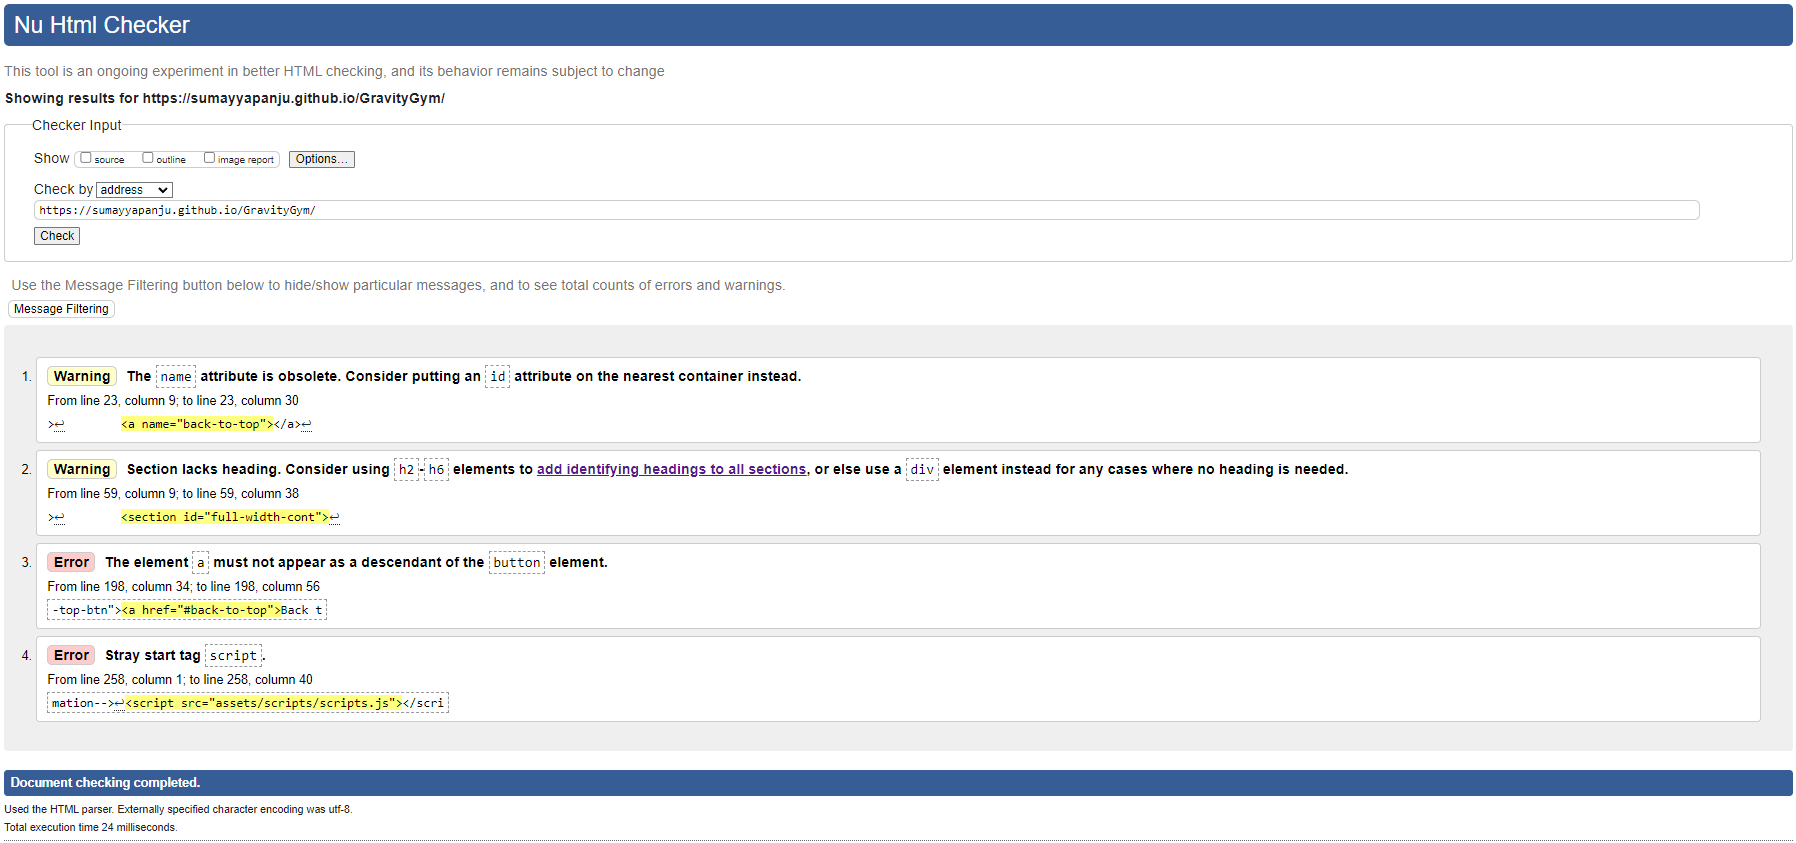 Nu Html Checker
This tool is an ongoing experiment in better HTML checking, and its behavior remains subject to change
Showing results for https://sumayyapanju.github.io/GravityGym/
Checker Input
Show source outline image report Options...
Check by address
https://sumayyapanju.github.io/GravityGym/
Check
Use the Message Filtering button below to hide/show particular messages, and to see total counts of errors and warnings.
Message Filtering
1. Warning The name attribute is obsolete. Consider putting an id attribute on the nearest container instead.
From line 23, column 9; to line 23, column 30
>↩ <a name="back-to-top"></a>↩
2. Warning Section lacks heading. Consider using h2-h6 elements to add identifying headings to all sections, or else use a div element instead for any cases where no heading is needed.
From line 59, column 9; to line 59, column 38
>↩ <section id="full-width-cont">↩
3. Error The element a must not appear as a descendant of the button element.
From line 198, column 34; to line 198, column 56
-top-btn"><a href="#back-to-top">Back t
4. Error Stray start tag script.
From line 258, column 1; to line 258, column 40
mation-->↩<script src="assets/scripts/scripts.js"></scri
Document checking completed.
Used the HTML parser. Externally specified character encoding was utf-8.
Total execution time 24 milliseconds.